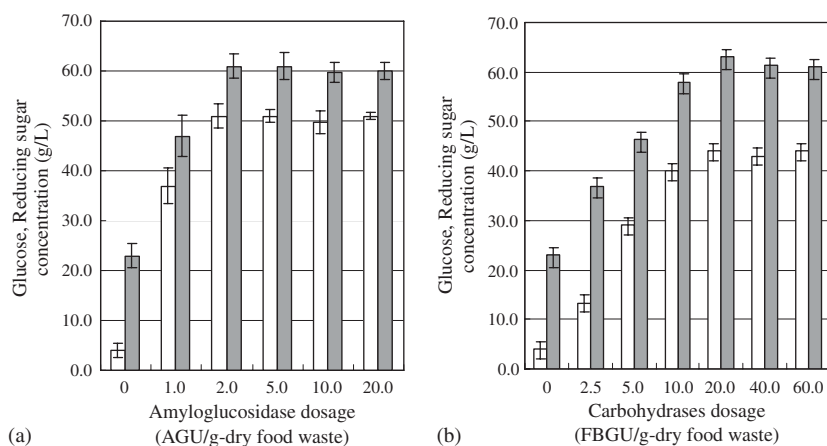 70.0
60.0
50.0
40.0
30.0
20.0
10.0
0.0
Glucose, Reducing sugar
concentration (g/L)
0 1.0 2.0 5.0 10.0 20.0
Amyloglucosidase dosage
(a) (AGU/g-dry food waste)
70.0
60.0
50.0
40.0
30.0
20.0
10.0
0.0
Glucose, Reducing sugar
concentration (g/L)
0 2.5 5.0 10.0 20.0 40.0 60.0
Carbohydrases dosage
(b) (FBGU/g-dry food waste)